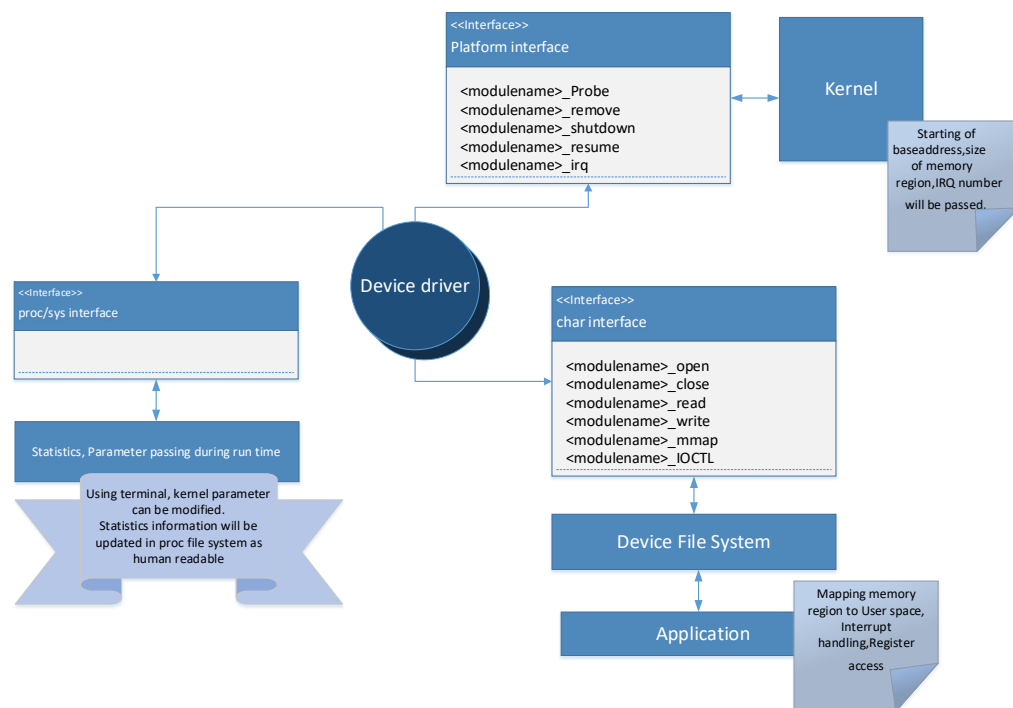 <<Interface>>
Platform interface
<modulename>_Probe
<modulename>_remove
<modulename>_shutdown
<modulename>_resume
<modulename>_irq
Kernel
Starting of
baseaddress,size
of memory
region,IRQ number
will be passed.
Device driver
<<Interface>>
proc/sys interface
Statistics, Parameter passing during run time
Using terminal, kernel parameter
can be modified.
Statistics information will be
updated in proc file system as
human readable
<<Interface>>
char interface
<modulename>_open
<modulename>_close
<modulename>_read
<modulename>_write
<modulename>_mmap
<modulename>_IOCTL
Device File System
Application
Mapping memory
region to User space,
Interrupt
handling,Register
access